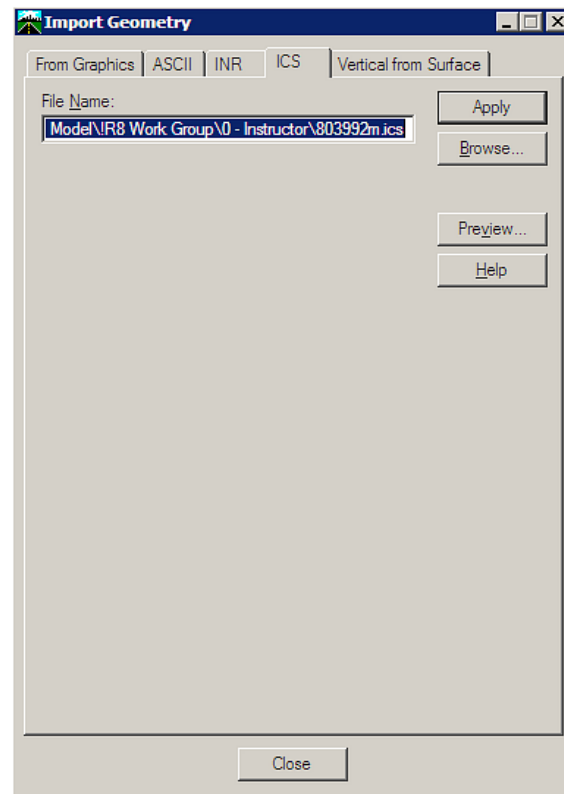 Import Geometry
From Graphics ASCII INR ICS Vertical from Surface
File Name:
Model\!R8 Work Group\0 - Instructor\803992m.ics
Apply
Browse...
Preview...
Help
Close